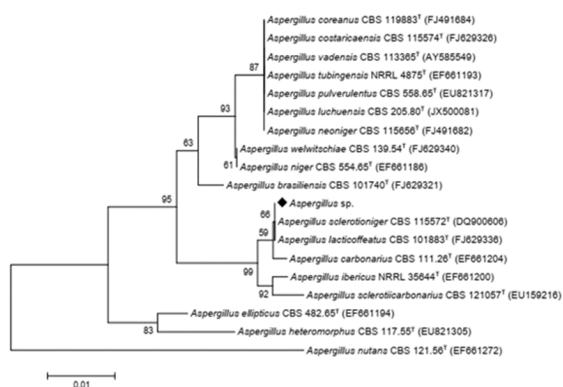 Aspergillus coreanus CBS 119883ᵀ (FJ491684)
Aspergillus costaricaensis CBS 115574ᵀ (FJ629326)
Aspergillus vadensis CBS 113365ᵀ (AY585549)
87
Aspergillus tubingensis NRRL 4875ᵀ (EF661193)
Aspergillus pulverulentus CBS 558.65ᵀ (EU821317)
93
Aspergillus luchuensis CBS 205.80ᵀ (JX500081)
Aspergillus neoniger CBS 115656ᵀ (FJ491682)
63
Aspergillus welwitschiae CBS 139.54ᵀ (FJ629340)
61
Aspergillus niger CBS 554.65ᵀ (EF661186)
Aspergillus brasiliensis CBS 101740ᵀ (FJ629321)
95
Aspergillus sp.
66
Aspergillus sclerotioniger CBS 115572ᵀ (DQ900606)
59
Aspergillus lacticoffeatus CBS 101883ᵀ (FJ629336)
Aspergillus carbonarius CBS 111.26ᵀ (EF661204)
99
Aspergillus ibericus NRRL 35644ᵀ (EF661200)
92
Aspergillus sclerotiicarbonarius CBS 121057ᵀ (EU159216)
Aspergillus ellipticus CBS 482.65ᵀ (EF661194)
83
Aspergillus heteromorphus CBS 117.55ᵀ (EU821305)
Aspergillus nutans CBS 121.56ᵀ (EF661272)
0.01